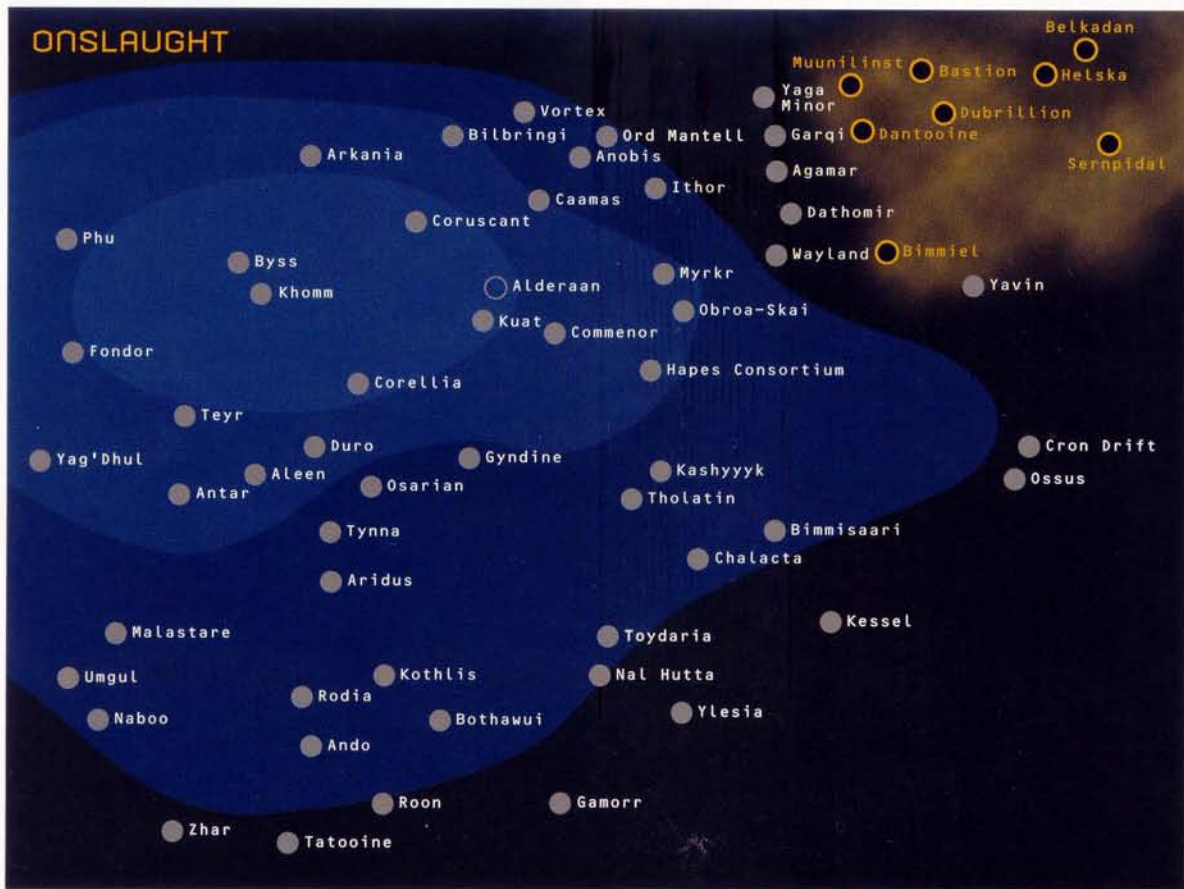 ONSLAUGHT
Belkadan
Muunilinst
Bastion
Helska
Yaga
Minor
Vortex
Dubrillion
Bilbringi
Ord Mantell
Garqi
Dantooine
Arkania
Anobis
Sernpidal
Agamar
Ithor
Caamas
Dathomir
Coruscant
Phu
Wayland
Bimmiel
Byss
Myrkr
Khomm
Alderaan
Yavin
Obroa-Skai
Kuat
Commenor
Fondor
Hapes Consortium
Corellia
Teyr
Duro
Cron Drift
Yag'Dhul
Gyndine
Aleen
Kashyyyk
Ossus
Antar
Osarian
Tholatin
Tynna
Bimmisaari
Chalacta
Aridus
Kessel
Malastare
Toydaria
Umgul
Kothlis
Nal Hutta
Rodia
Ylesia
Naboo
Bothawui
Ando
Roon
Gamorr
Zhar
Tatooine